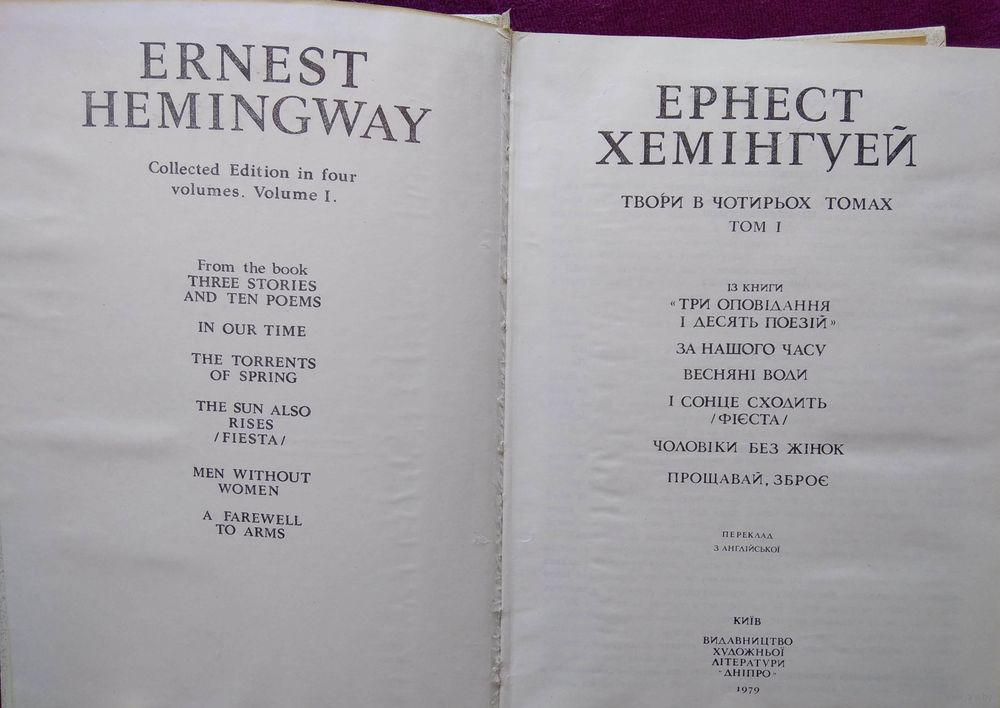 ERNEST
HEMINGWAY
Collected Edition in four
volumes. Volume I.
From the book
THREE STORIES
AND TEN POEMS
IN OUR TIME
THE TORRENTS
OF SPRING
THE SUN ALSO
RISES
/FIESTA/
MEN WITHOUT
WOMEN
A FAREWELL
TO ARMS
ЕРНЕСТ
ХЕМІНГУЕЙ
ТВОРИ В ЧОТИРЬОХ ТОМАХ
ТОМ I
ІЗ КНИГИ
«ТРИ ОПОВІДАННЯ
І ДЕСЯТЬ ПОЕЗІЙ»
ЗА НАШОГО ЧАСУ
ВЕСНЯНІ ВОДИ
І СОНЦЕ СХОДИТЬ
/ФІЄСТА/
ЧОЛОВІКИ БЕЗ ЖІНОК
ПРОЩАВАЙ, ЗБРОЄ
ПЕРЕКЛАД
З АНГЛІЙСЬКОЇ
КИЇВ
ВИДАВНИЦТВО
ХУДОЖНЬОЇ
ЛІТЕРАТУРИ
"ДНІПРО"
1979